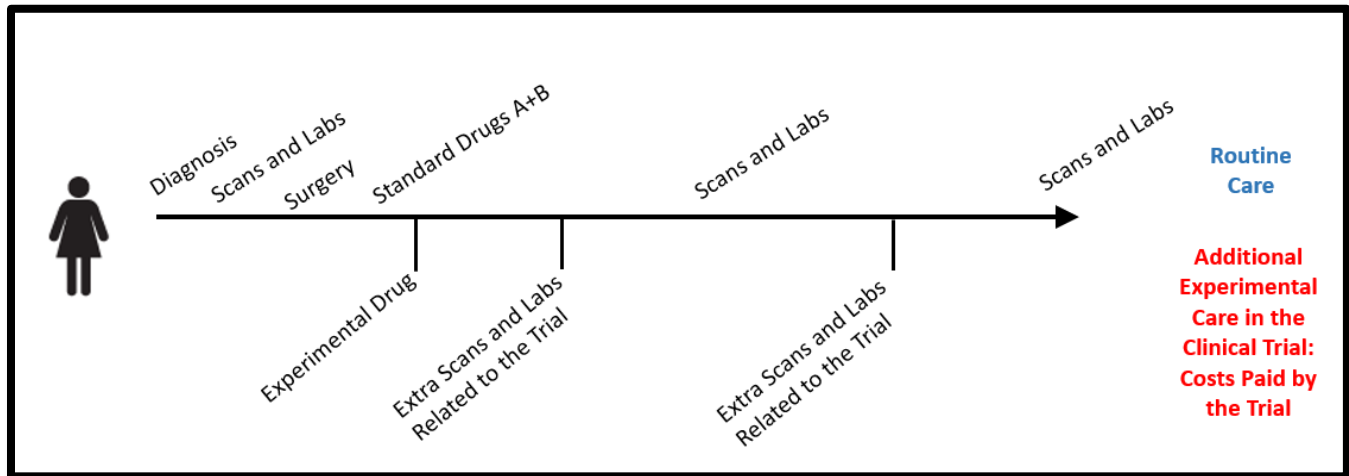 Diagnosis
Scans and Labs
Surgery
Standard Drugs A+B
Scans and Labs
Scans and Labs
Routine
Care
Experimental Drug
Extra Scans and Labs
Related to the Trial
Extra Scans and Labs
Related to the Trial
Additional
Experimental
Care in the
Clinical Trial:
Costs Paid by
the Trial